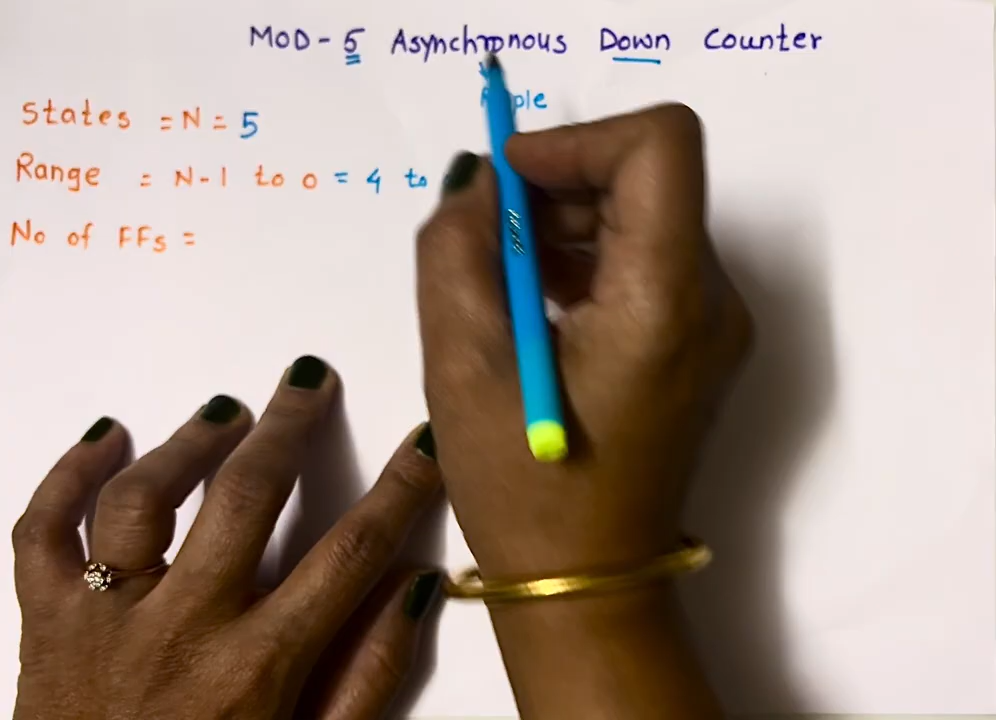 MOD - 5 Asynchronous Down Counter
States = N = 5
Range = N-1 to 0 = 4 to
No of FFs =